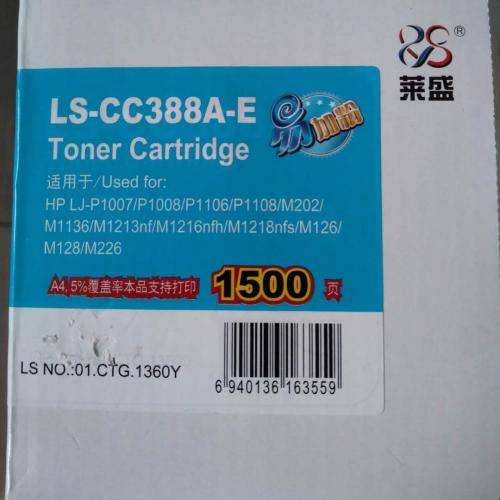 莱盛®
LS-CC388A-E
易加粉
Toner Cartridge
适用于/Used for:
HP LJ-P1007/P1008/P1106/P1108/M202/
M1136/M1213nf/M1216nfh/M1218nfs/M126/
M128/M226
A4, 5%覆盖率本品支持打印 1500 页
LS NO.:01.CTG.1360Y
6 940136 163559